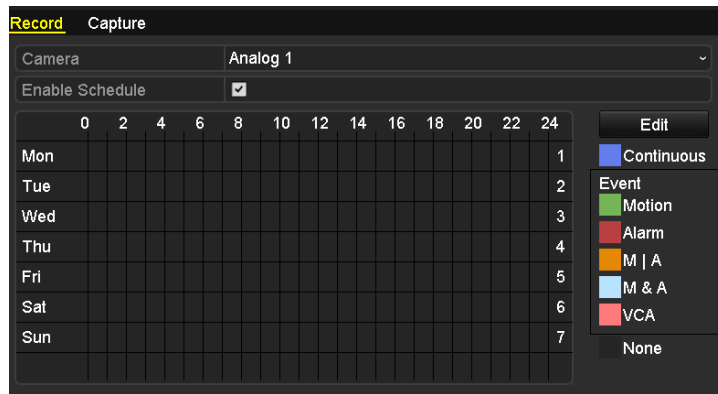 Record Capture
Camera Analog 1
Enable Schedule
0 2 4 6 8 10 12 14 16 18 20 22 24
Mon 1
Tue 2
Wed 3
Thu 4
Fri 5
Sat 6
Sun 7
Edit
Continuous
Event
Motion
Alarm
M | A
M & A
VCA
None